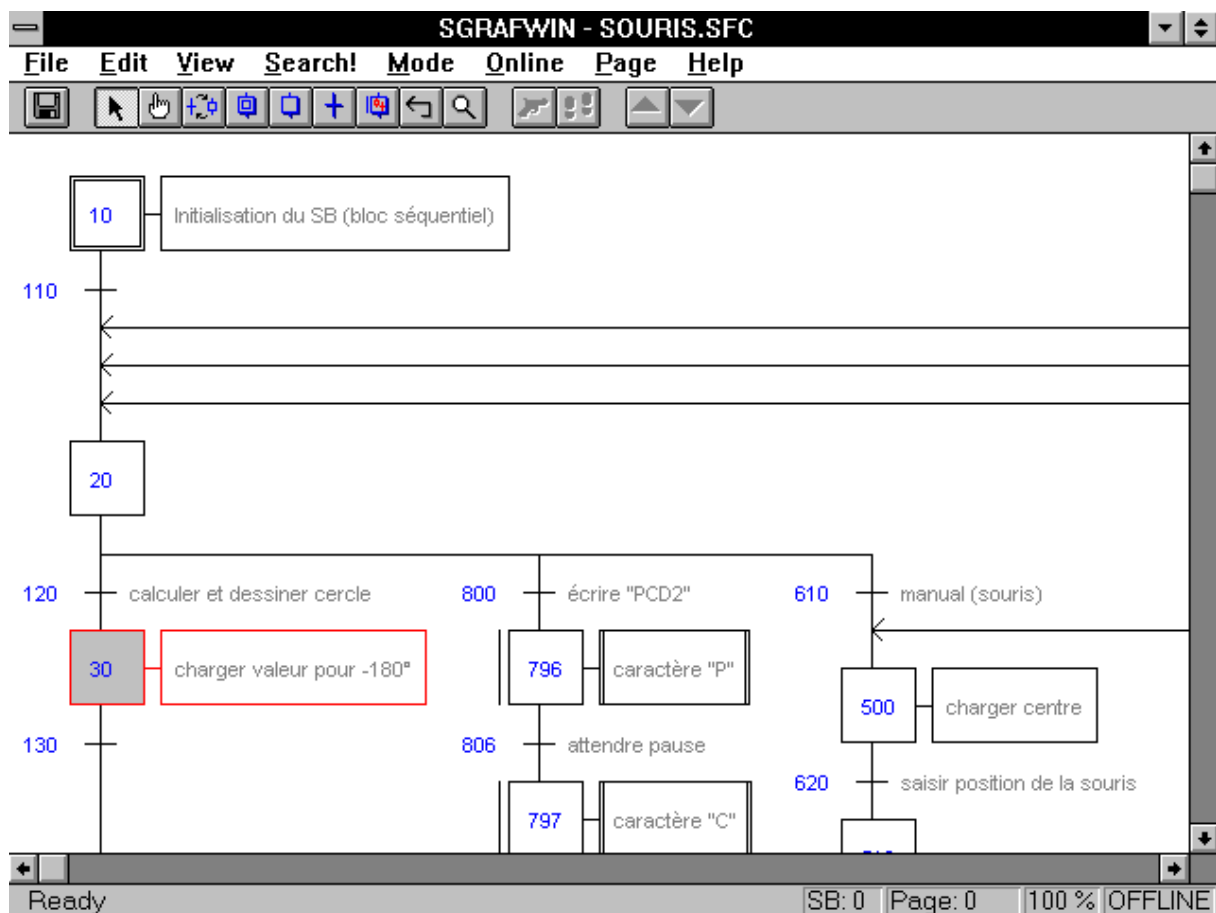 SGRAFWIN - SOURIS.SFC
File Edit View Search! Mode Online Page Help
10 Initialisation du SB (bloc séquentiel)
110
20
120 calculer et dessiner cercle 800 écrire "PCD2" 610 manual (souris)
30 charger valeur pour -180° 796 caractère "P"
500 charger centre
130 806 attendre pause
620 saisir position de la souris
797 caractère "C"
Ready SB: 0 Page: 0 100 % OFFLINE